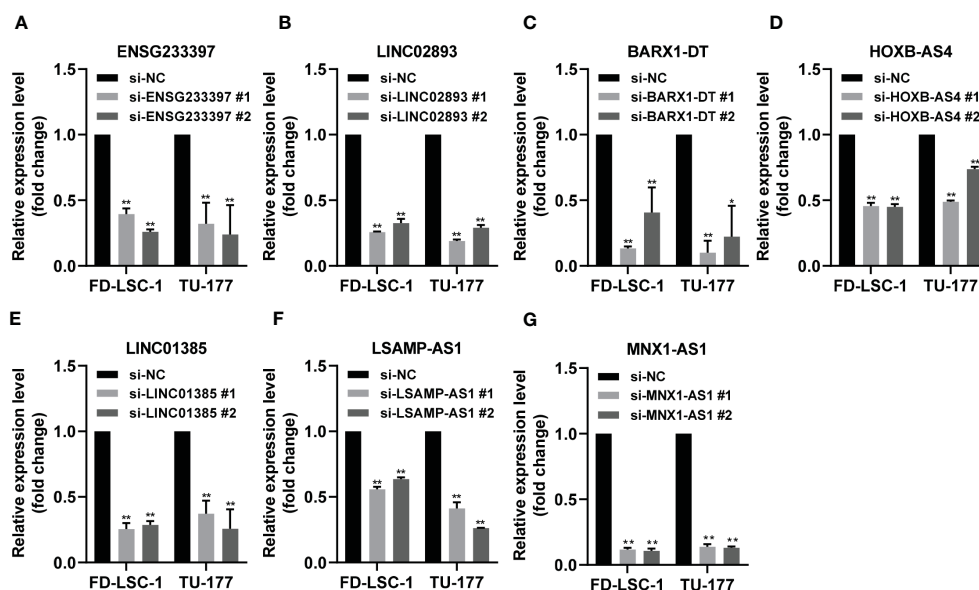 A
ENSG233397
si-NC
si-ENSG233397 #1
si-ENSG233397 #2
Relative expression level
(fold change)
1.5
1.0
0.5
0.0
** ** ** **
FD-LSC-1 TU-177
B
LINC02893
si-NC
si-LINC02893 #1
si-LINC02893 #2
Relative expression level
(fold change)
1.5
1.0
0.5
0.0
** ** ** **
FD-LSC-1 TU-177
C
BARX1-DT
si-NC
si-BARX1-DT #1
si-BARX1-DT #2
Relative expression level
(fold change)
1.5
1.0
0.5
0.0
** ** ** *
FD-LSC-1 TU-177
D
HOXB-AS4
si-NC
si-HOXB-AS4 #1
si-HOXB-AS4 #2
Relative expression level
(fold change)
1.5
1.0
0.5
0.0
** ** ** **
FD-LSC-1 TU-177
E
LINC01385
si-NC
si-LINC01385 #1
si-LINC01385 #2
Relative expression level
(fold change)
1.5
1.0
0.5
0.0
** ** ** **
FD-LSC-1 TU-177
F
LSAMP-AS1
si-NC
si-LSAMP-AS1 #1
si-LSAMP-AS1 #2
Relative expression level
(fold change)
1.5
1.0
0.5
0.0
** ** ** **
FD-LSC-1 TU-177
G
MNX1-AS1
si-NC
si-MNX1-AS1 #1
si-MNX1-AS1 #2
Relative expression level
(fold change)
1.5
1.0
0.5
0.0
** ** ** **
FD-LSC-1 TU-177